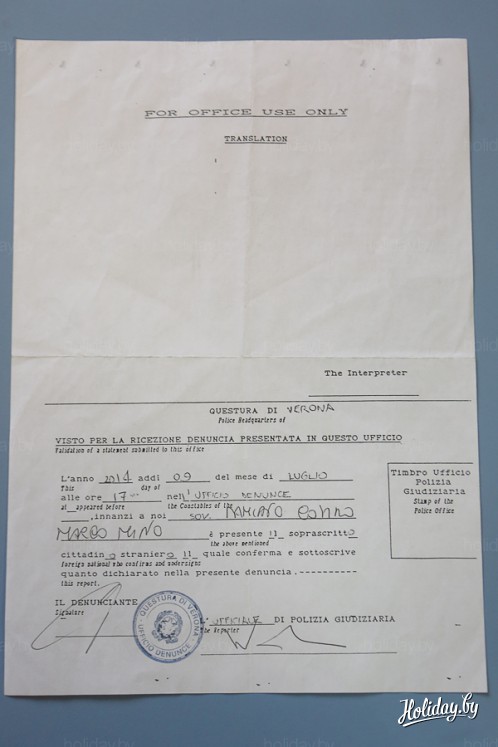 FOR OFFICE USE ONLY
TRANSLATION
The Interpreter
QUESTURA DI VERONA
Police Headquarters of
VISTO PER LA RICEZIONE DENUNCIA PRESENTATA IN QUESTO UFFICIO
Validation of a statement submitted to this office
L'anno 2014 addì 09 del mese di LUGLIO
This day of
alle ore 17 nell'UFFICIO DENUNCE
at appeared before the Constables of the
,innanzi a noi SOV.
MARCO MINO è presente il soprascritto
the above mentioned
cittadino straniero il quale conferma e sottoscrive
foreign national who confirms and undersigns
quanto dichiarato nella presente denuncia.-----------
this report.
IL DENUNCIANTE
Signature
L'UFFICIALE DI POLIZIA GIUDIZIARIA
the Reporter
Timbro Ufficio
Polizia
Giudiziaria
Stamp of the
Police Office
QUESTURA DI VERONA
UFFICIO DENUNCE
Holiday.by